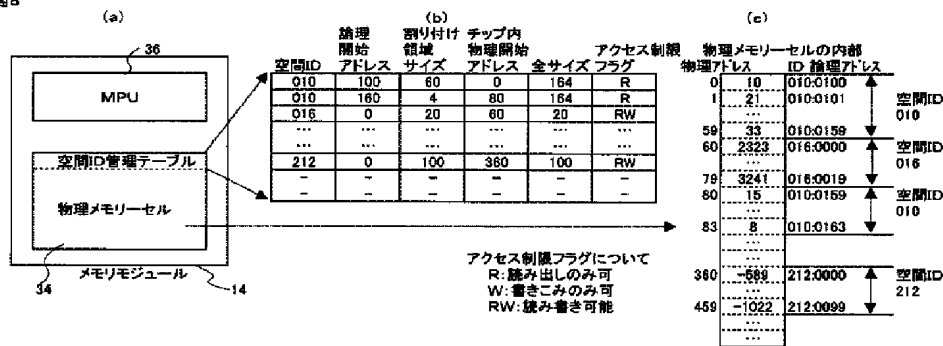 (a)
36
MPU
空間ID管理テーブル
物理メモリーセル
34
メモリモジュール
14
(b)
空間ID 論理開始アドレス 割り付け領域サイズ チップ内物理開始アドレス 全サイズ アクセス制限フラグ
010 100 60 0 164 R
010 160 4 80 164 R
016 0 20 60 20 RW
... ... ... ... ... ...
... ... ... ... ... ...
212 0 100 360 100 RW
– – – – – –
– – – – – –
アクセス制限フラグについて
R:読み出しのみ可
W:書きこみのみ可
RW:読み書き可能
(c)
物理メモリーセルの内部
物理アドレス ID:論理アドレス
0 10 010:0100
1 21 010:0101
...
59 33 010:0159
空間ID
010
60 2323 016:0000
...
79 3241 016:0019
空間ID
016
80 15 010:0159
...
83 8 010:0163
空間ID
010
...
...
360 -589 212:0000
...
459 -1022 212:0099
空間ID
212
...
...